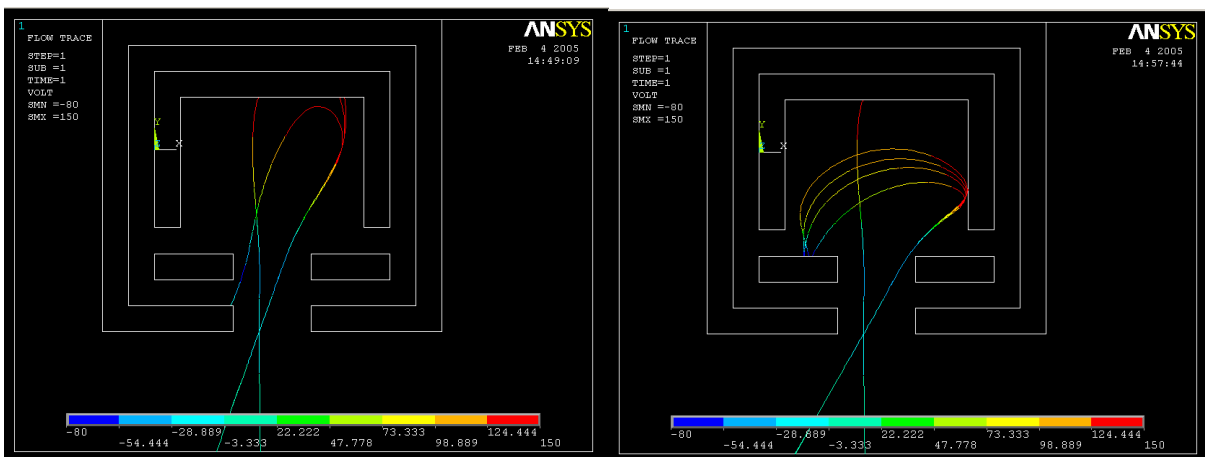 1
ANSYS
FLOW TRACE
FEB 4 2005
14:49:09
STEP=1
SUB =1
TIME=1
VOLT
SMN =-80
SMX =150
Y
X
-80 -28.889 22.222 73.333 124.444
-54.444 -3.333 47.778 98.889 150
1
ANSYS
FLOW TRACE
FEB 4 2005
14:57:44
STEP=1
SUB =1
TIME=1
VOLT
SMN =-80
SMX =150
Y
X
-80 -28.889 22.222 73.333 124.444
-54.444 -3.333 47.778 98.889 150